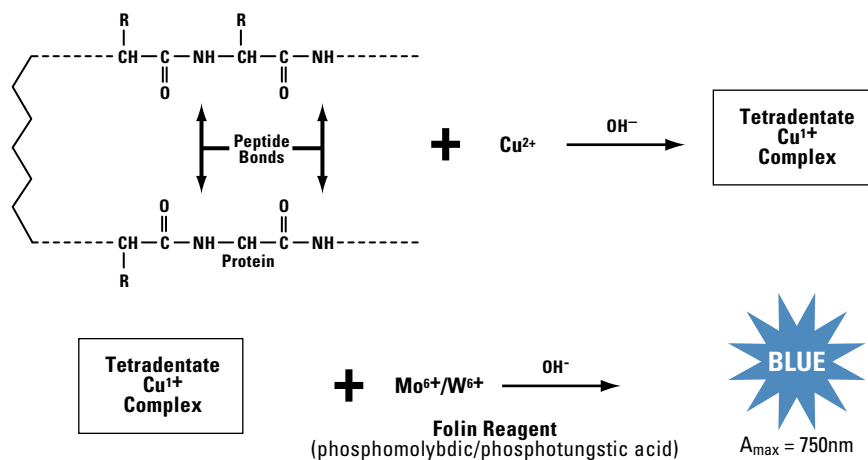 R R
CH—C—NH—CH—C—NH
O O
Peptide
Bonds
+ Cu²⁺ OH⁻
Tetradentate
Cu¹⁺
Complex
O O
CH—C—NH—CH—C—NH
R
Protein
Tetradentate
Cu¹⁺
Complex
+ Mo⁶⁺/W⁶⁺ OH⁻
Folin Reagent
(phosphomolybdic/phosphotungstic acid)
BLUE
Amax = 750nm